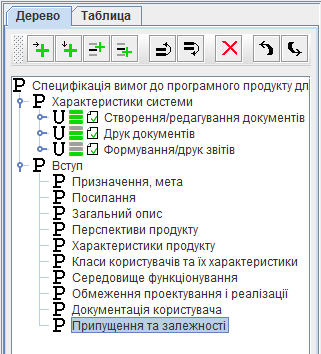 Дерево Таблица
P Специфікація вимог до програмного продукту дл
P Характеристики системи
U Створення/редагування документів
U Друк документів
U Формування/друк звітів
P Вступ
P Призначення, мета
P Посилання
P Загальний опис
P Перспективи продукту
P Характеристики продукту
P Класи користувачів та їх характеристики
P Середовище функціонування
P Обмеження проектування і реалізації
P Документація користувача
P Припущення та залежності